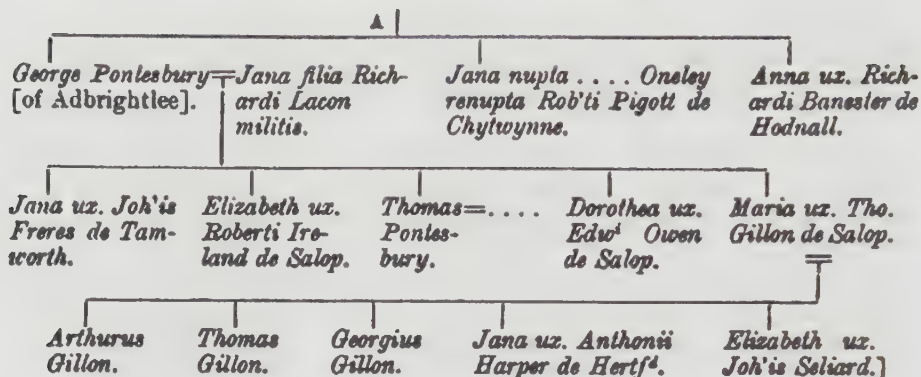 A
George Pontesbury=Jana filia Rich-
[of Adbrightlee]. ardi Lacon
militis.
Jana nupta .... Oneley
renupta Rob'ti Pigott de
Chytwynne.
Anna ux. Rich-
ardi Banester de
Hodnall.
Jana ux. Joh'is
Freres de Tam-
worth.
Elizabeth ux.
Roberti Ire-
land de Salop.
Thomas=....
Pontes-
bury.
Dorothea ux.
Edwᵈ Owen
de Salop.
Maria ux. Tho.
Gillon de Salop.
Arthurus
Gillon.
Thomas
Gillon.
Georgius
Gillon.
Jana ux. Anthonii
Harper de Hertfᵈ.
Elizabeth ux.
Joh'is Seliard.]